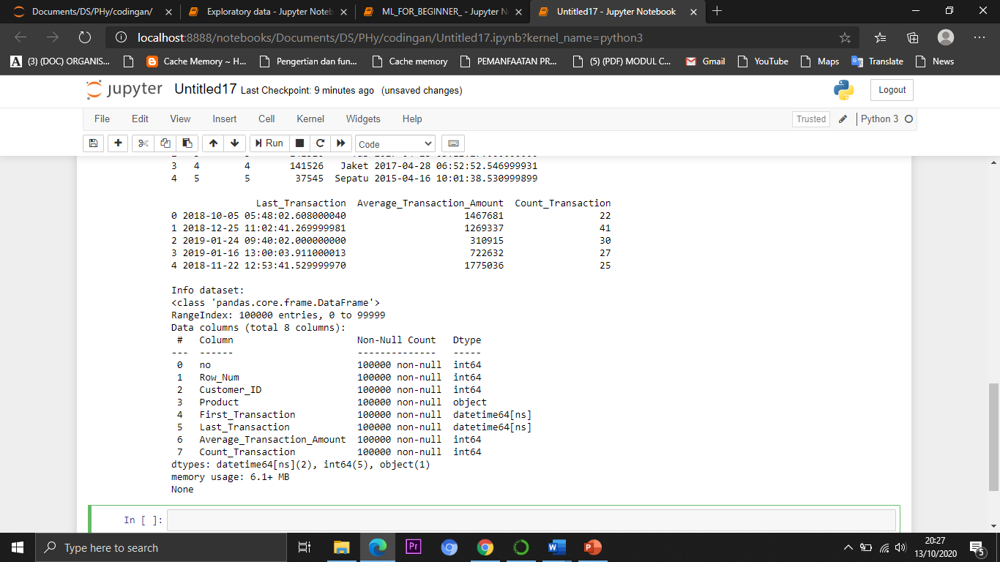 Documents/DS/PHy/codingan/
Exploratory data - Jupyter Noteb
ML_FOR_BEGINNER_ - Jupyter N
Untitled17 - Jupyter Notebook
localhost:8888/notebooks/Documents/DS/PHy/codingan/Untitled17.ipynb?kernel_name=python3
(3) (DOC) ORGANIS...
Cache Memory ~ H...
Pengertian dan fun...
Cache memory
PEMANFAATAN PR...
(5) (PDF) MODUL C...
Gmail
YouTube
Maps
Translate
News
jupyter Untitled17 Last Checkpoint: 9 minutes ago (unsaved changes)
Logout
File Edit View Insert Cell Kernel Widgets Help
Trusted
Python 3
Run
Code
3 4 4 141526 Jaket 2017-04-28 06:52:52.546999931
4 5 5 37545 Sepatu 2015-04-16 10:01:38.530999899
Last_Transaction Average_Transaction_Amount Count_Transaction
0 2018-10-05 05:48:02.608000040 1467681 22
1 2018-12-25 11:02:41.269999981 1269337 41
2 2019-01-24 09:40:02.000000000 310915 30
3 2019-01-16 13:00:03.911000013 722632 27
4 2018-11-22 12:53:41.529999970 1775036 25
Info dataset:
<class 'pandas.core.frame.DataFrame'>
RangeIndex: 100000 entries, 0 to 99999
Data columns (total 8 columns):
# Column Non-Null Count Dtype
--- ------ -------------- -----
0 no 100000 non-null int64
1 Row_Num 100000 non-null int64
2 Customer_ID 100000 non-null int64
3 Product 100000 non-null object
4 First_Transaction 100000 non-null datetime64[ns]
5 Last_Transaction 100000 non-null datetime64[ns]
6 Average_Transaction_Amount 100000 non-null int64
7 Count_Transaction 100000 non-null int64
dtypes: datetime64[ns](2), int64(5), object(1)
memory usage: 6.1+ MB
None
In [ ]:
Type here to search
Pr
20:27
13/10/2020
5